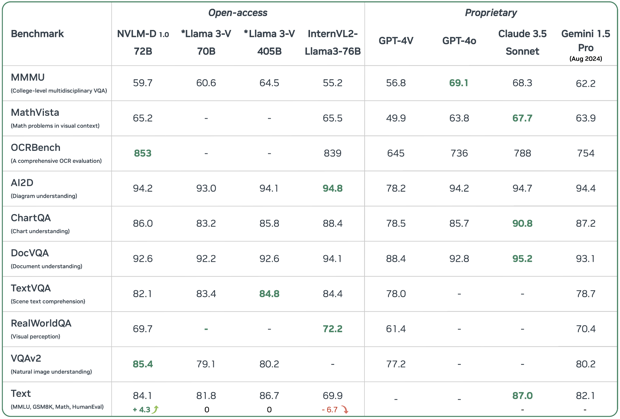 Open-access Proprietary
Benchmark NVLM-D 1.0 72B *Llama 3-V 70B *Llama 3-V 405B InternVL2-Llama3-76B GPT-4V GPT-4o Claude 3.5 Sonnet Gemini 1.5 Pro (Aug 2024)
MMMU 59.7 60.6 64.5 55.2 56.8 69.1 68.3 62.2
(College-level multidisciplinary VQA)
MathVista 65.2 - - 65.5 49.9 63.8 67.7 63.9
(Math problems in visual context)
OCRBench 853 - - 839 645 736 788 754
(A comprehensive OCR evaluation)
AI2D 94.2 93.0 94.1 94.8 78.2 94.2 94.7 94.4
(Diagram understanding)
ChartQA 86.0 83.2 85.8 88.4 78.5 85.7 90.8 87.2
(Chart understanding)
DocVQA 92.6 92.2 92.6 94.1 88.4 92.8 95.2 93.1
(Document understanding)
TextVQA 82.1 83.4 84.8 84.4 78.0 - - 78.7
(Scene text comprehension)
RealWorldQA 69.7 - - 72.2 61.4 - - 70.4
(Visual perception)
VQAv2 85.4 79.1 80.2 - 77.2 - - 80.2
(Natural image understanding)
Text 84.1 81.8 86.7 69.9 - - 87.0 82.1
(MMLU, GSM8K, Math, HumanEval) + 4.3 0 0 - 6.7 - -